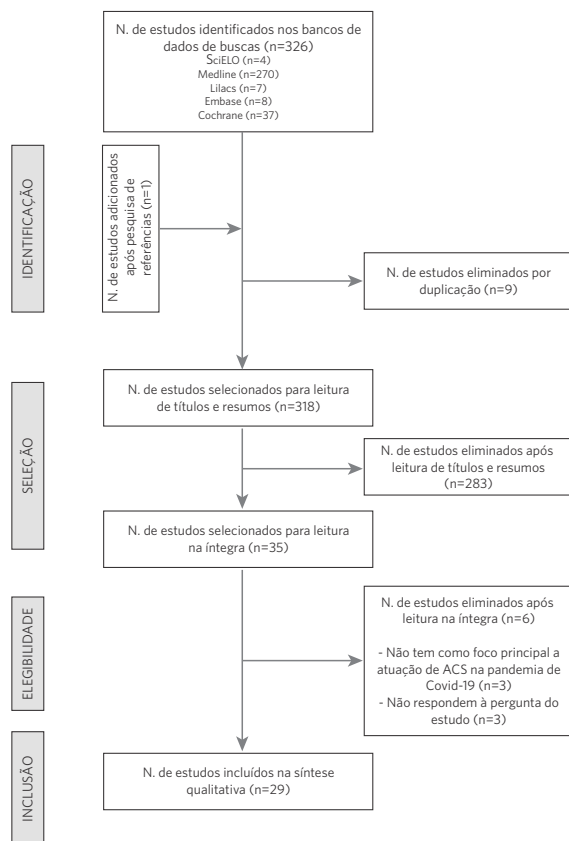 N. de estudos identificados nos bancos de
dados de buscas (n=326)
SciELO (n=4)
Medline (n=270)
Lilacs (n=7)
Embase (n=8)
Cochrane (n=37)
IDENTIFICAÇÃO
N. de estudos adicionados
após pesquisa de
referências (n=1)
N. de estudos eliminados por
duplicação (n=9)
SELEÇÃO
N. de estudos selecionados para leitura
de títulos e resumos (n=318)
N. de estudos eliminados após
leitura de títulos e resumos
(n=283)
N. de estudos selecionados para leitura
na íntegra (n=35)
ELEGIBILIDADE
N. de estudos eliminados após
leitura na íntegra (n=6)
- Não tem como foco principal a
atuação de ACS na pandemia de
Covid-19 (n=3)
- Não respondem à pergunta do
estudo (n=3)
INCLUSÃO
N. de estudos incluídos na síntese
qualitativa (n=29)